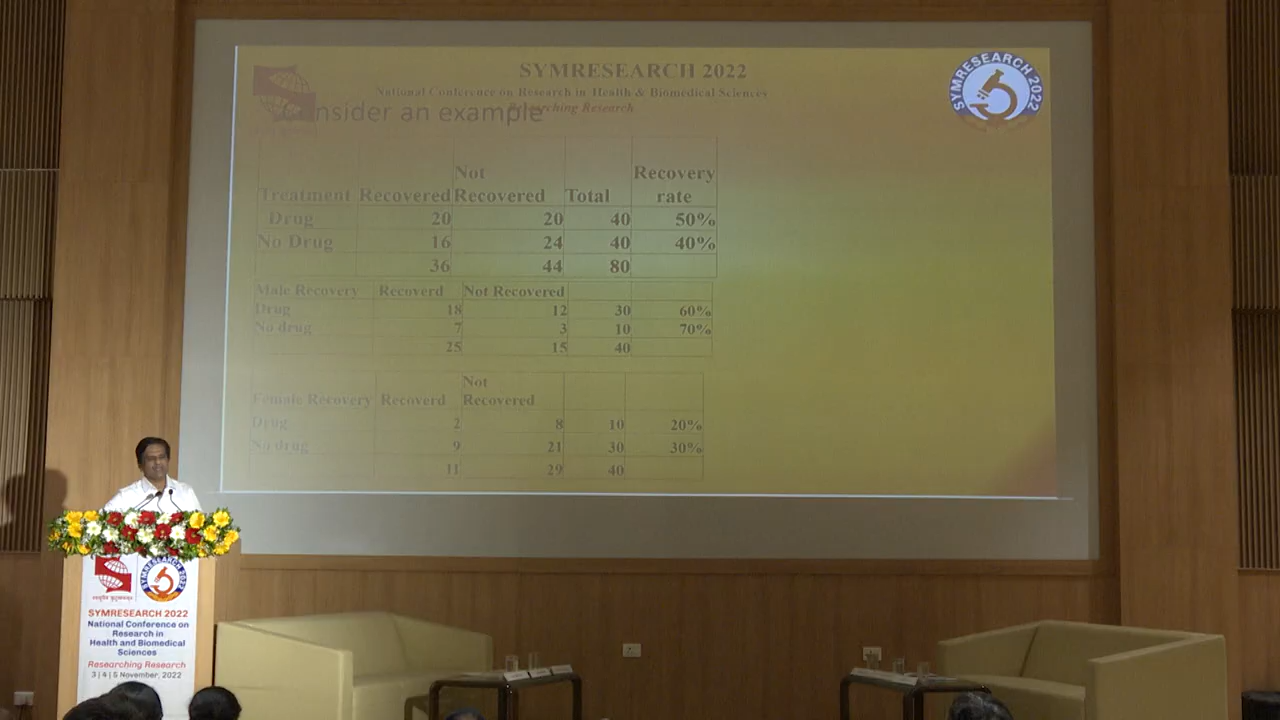 SYMRESEARCH 2022
National Conference on Research in Health & Biomedical Sciences
Researching Research
Consider an example
SYMRESEARCH 2022
Treatment Recovered Not Recovered Total Recovery rate
Drug 20 20 40 50%
No Drug 16 24 40 40%
36 44 80
Male Recovery Recoverd Not Recovered
Drug 18 12 30 60%
No drug 7 3 10 70%
25 15 40
Female Recovery Recoverd Not Recovered
Drug 2 8 10 20%
No drug 9 21 30 30%
11 29 40
SYMRESEARCH 2022
SYMRESEARCH 2022
National Conference on
Research in
Health and Biomedical
Sciences
Researching Research
3 | 4 | 5 November, 2022